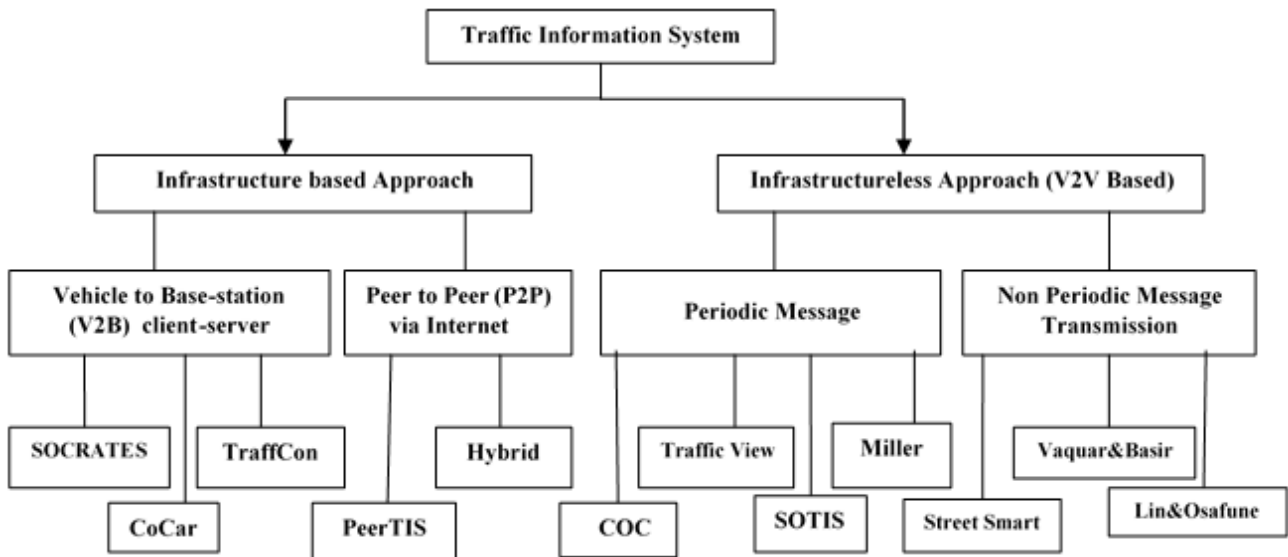 Traffic Information System
Infrastructure based Approach
Infrastructureless Approach (V2V Based)
Vehicle to Base-station
(V2B) client-server
Peer to Peer (P2P)
via Internet
Periodic Message
Non Periodic Message
Transmission
SOCRATES
TraffCon
Hybrid
Traffic View
Miller
Vaquar&Basir
CoCar
PeerTIS
COC
SOTIS
Street Smart
Lin&Osafune